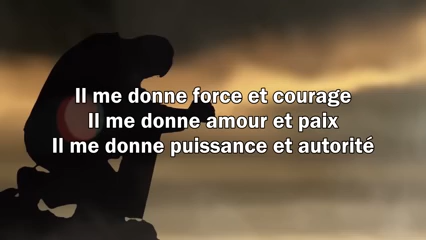 Il me donne force et courage
Il me donne amour et paix
Il me donne puissance et autorité